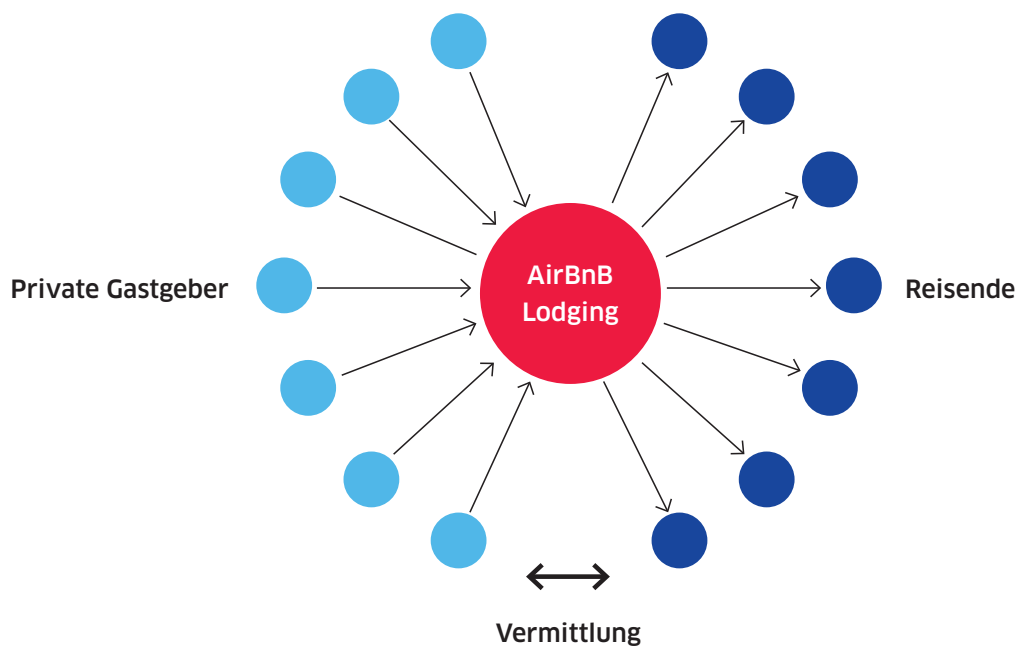 AirBnB
Lodging
Private Gastgeber
Reisende
Vermittlung